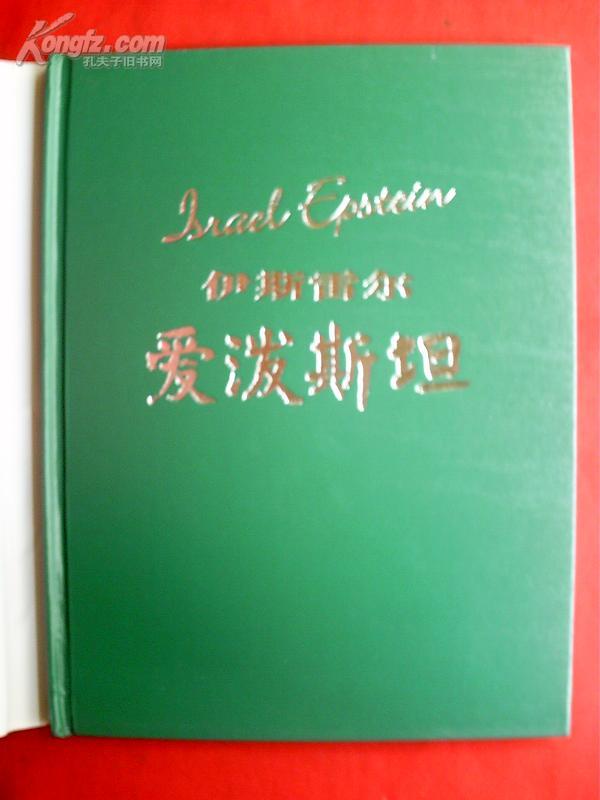 Kongfz.com
孔夫子旧书网
Israel Epstein
伊斯雷尔
爱泼斯坦